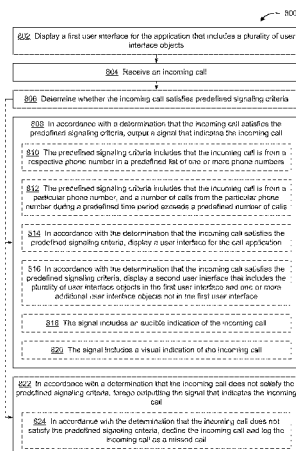 800
802 Display a first user interface for the application that includes a plurality of user
interface objects
804 Receive an incoming call
806 Determine whether the incoming call satisfies predefined signaling criteria
808 In accordance with a determination that the incoming call satisfies the
predefined signaling criteria, output a signal that indicates the incoming call
810 The predefined signaling criteria includes that the incoming call is from a
respective phone number in a predefined list of one or more phone numbers
812 The predefined signaling criteria includes that the incoming call is from a
particular phone number, and a number of calls from the particular phone
number during a predefined time period exceeds a predefined number of calls
814 In accordance with the determination that the incoming call satisfies the
predefined signaling criteria, display a user interface for the call application
816 In accordance with the determination that the incoming call satisfies the
predefined signaling criteria, display a second user interface that includes the
plurality of user interface objects in the first user interface and one or more
additional user interface objects not in the first user interface
818 The signal includes an audible indication of the incoming call
820 The signal includes a visual indication of the incoming call
822 In accordance with a determination that the incoming call does not satisfy the
predefined signaling criteria, forego outputting the signal that indicates the incoming
call
824 In accordance with the determination that the incoming call does not
satisfy the predefined signaling criteria, decline the incoming call and log the
incoming call as a missed call